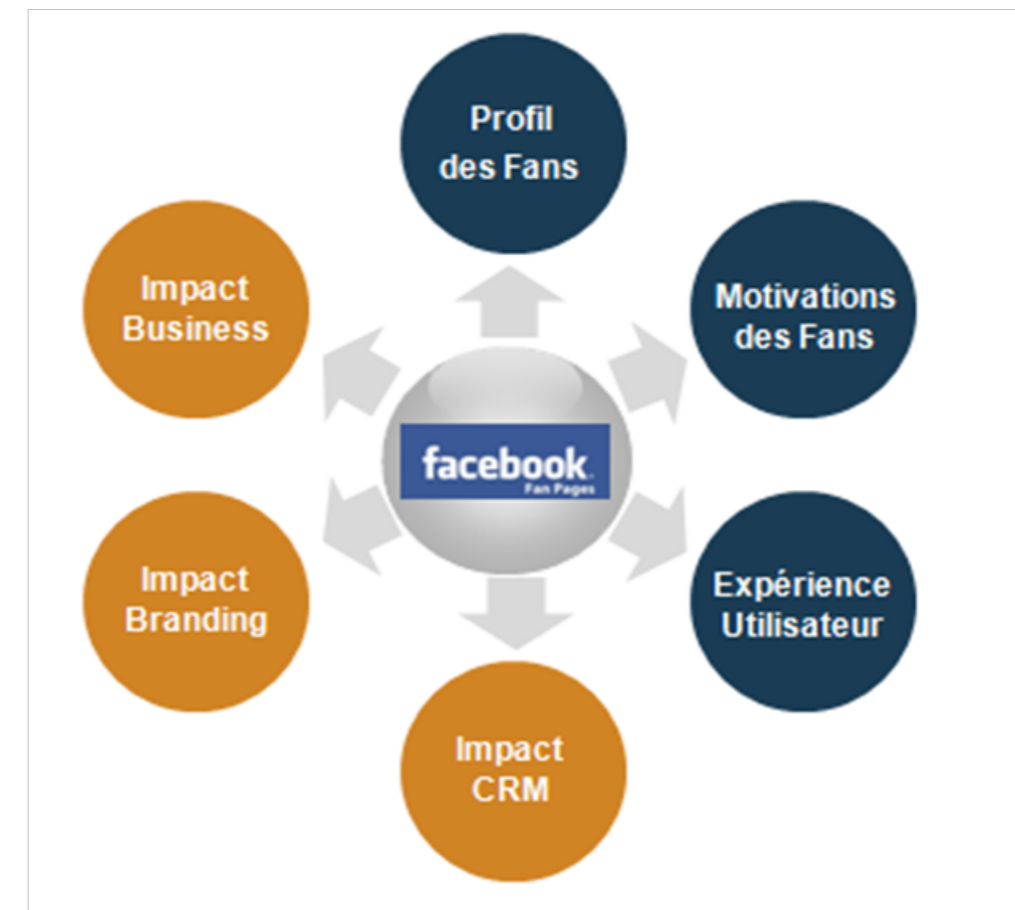 Profil
des Fans
Motivations
des Fans
Expérience
Utilisateur
Impact
CRM
Impact
Branding
Impact
Business
facebook
Fan Pages